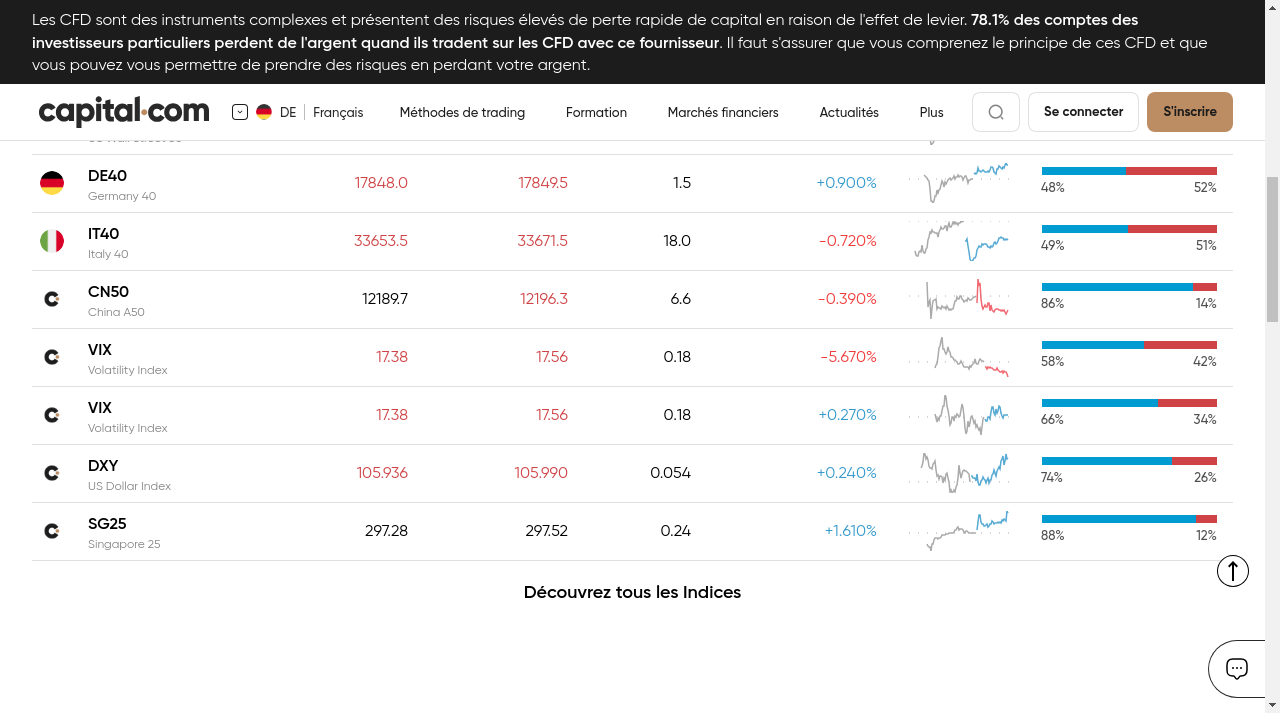 Les CFD sont des instruments complexes et présentent des risques élevés de perte rapide de capital en raison de l'effet de levier. 78.1% des comptes des
investisseurs particuliers perdent de l'argent quand ils tradent sur les CFD avec ce fournisseur. Il faut s'assurer que vous comprenez le principe de ces CFD et que
vous pouvez vous permettre de prendre des risques en perdant votre argent.
capital.com DE Français Méthodes de trading Formation Marchés financiers Actualités Plus Se connecter S'inscrire
DE40 17848.0 17849.5 1.5 +0.900%
Germany 40 48% 52%
IT40 33653.5 33671.5 18.0 -0.720%
Italy 40 49% 51%
CN50 12189.7 12196.3 6.6 -0.390%
China A50 86% 14%
VIX 17.38 17.56 0.18 -5.670%
Volatility Index 58% 42%
VIX 17.38 17.56 0.18 +0.270%
Volatility Index 66% 34%
DXY 105.936 105.990 0.054 +0.240%
US Dollar Index 74% 26%
SG25 297.28 297.52 0.24 +1.610%
Singapore 25 88% 12%
Découvrez tous les Indices